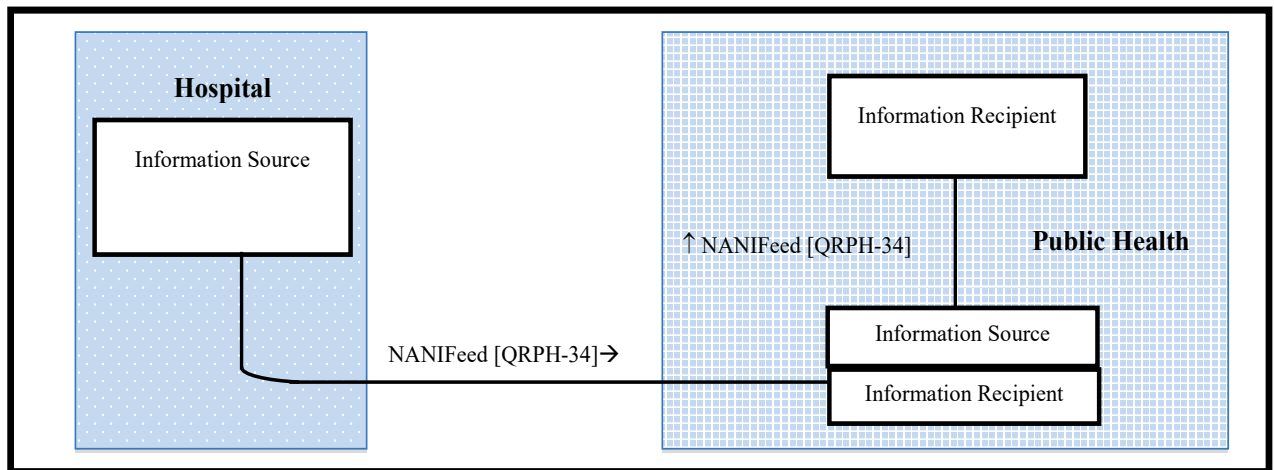 Hospital
Information Source
NANIFeed [QRPH-34]→
Information Recipient
↑ NANIFeed [QRPH-34]
Public Health
Information Source
Information Recipient